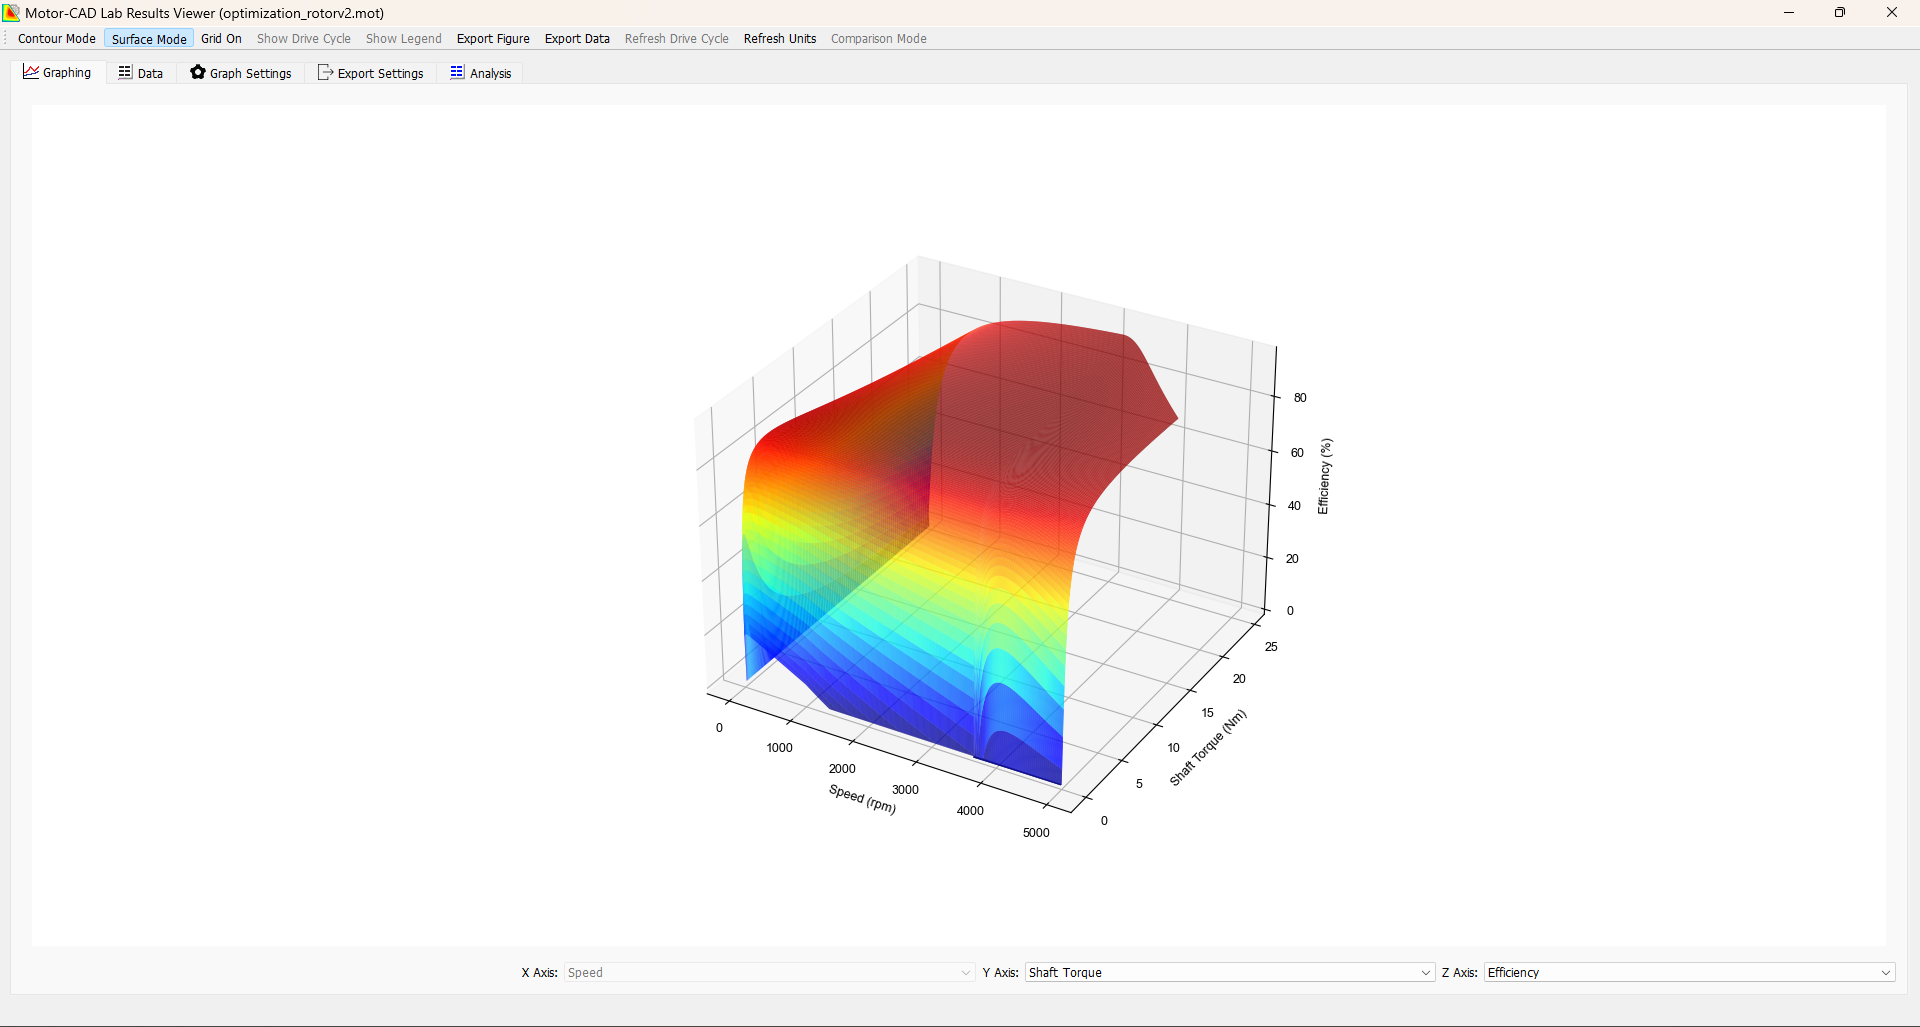 Motor-CAD Lab Results Viewer (optimization_rotorv2.mot)
Contour Mode Surface Mode Grid On Show Drive Cycle Show Legend Export Figure Export Data Refresh Drive Cycle Refresh Units Comparison Mode
Graphing Data Graph Settings Export Settings Analysis
80
60
40
20
0
Efficiency (%)
25
20
15
10
5
0
Shaft Torque (Nm)
0
1000
2000
3000
4000
5000
Speed (rpm)
X Axis: Speed Y Axis: Shaft Torque Z Axis: Efficiency